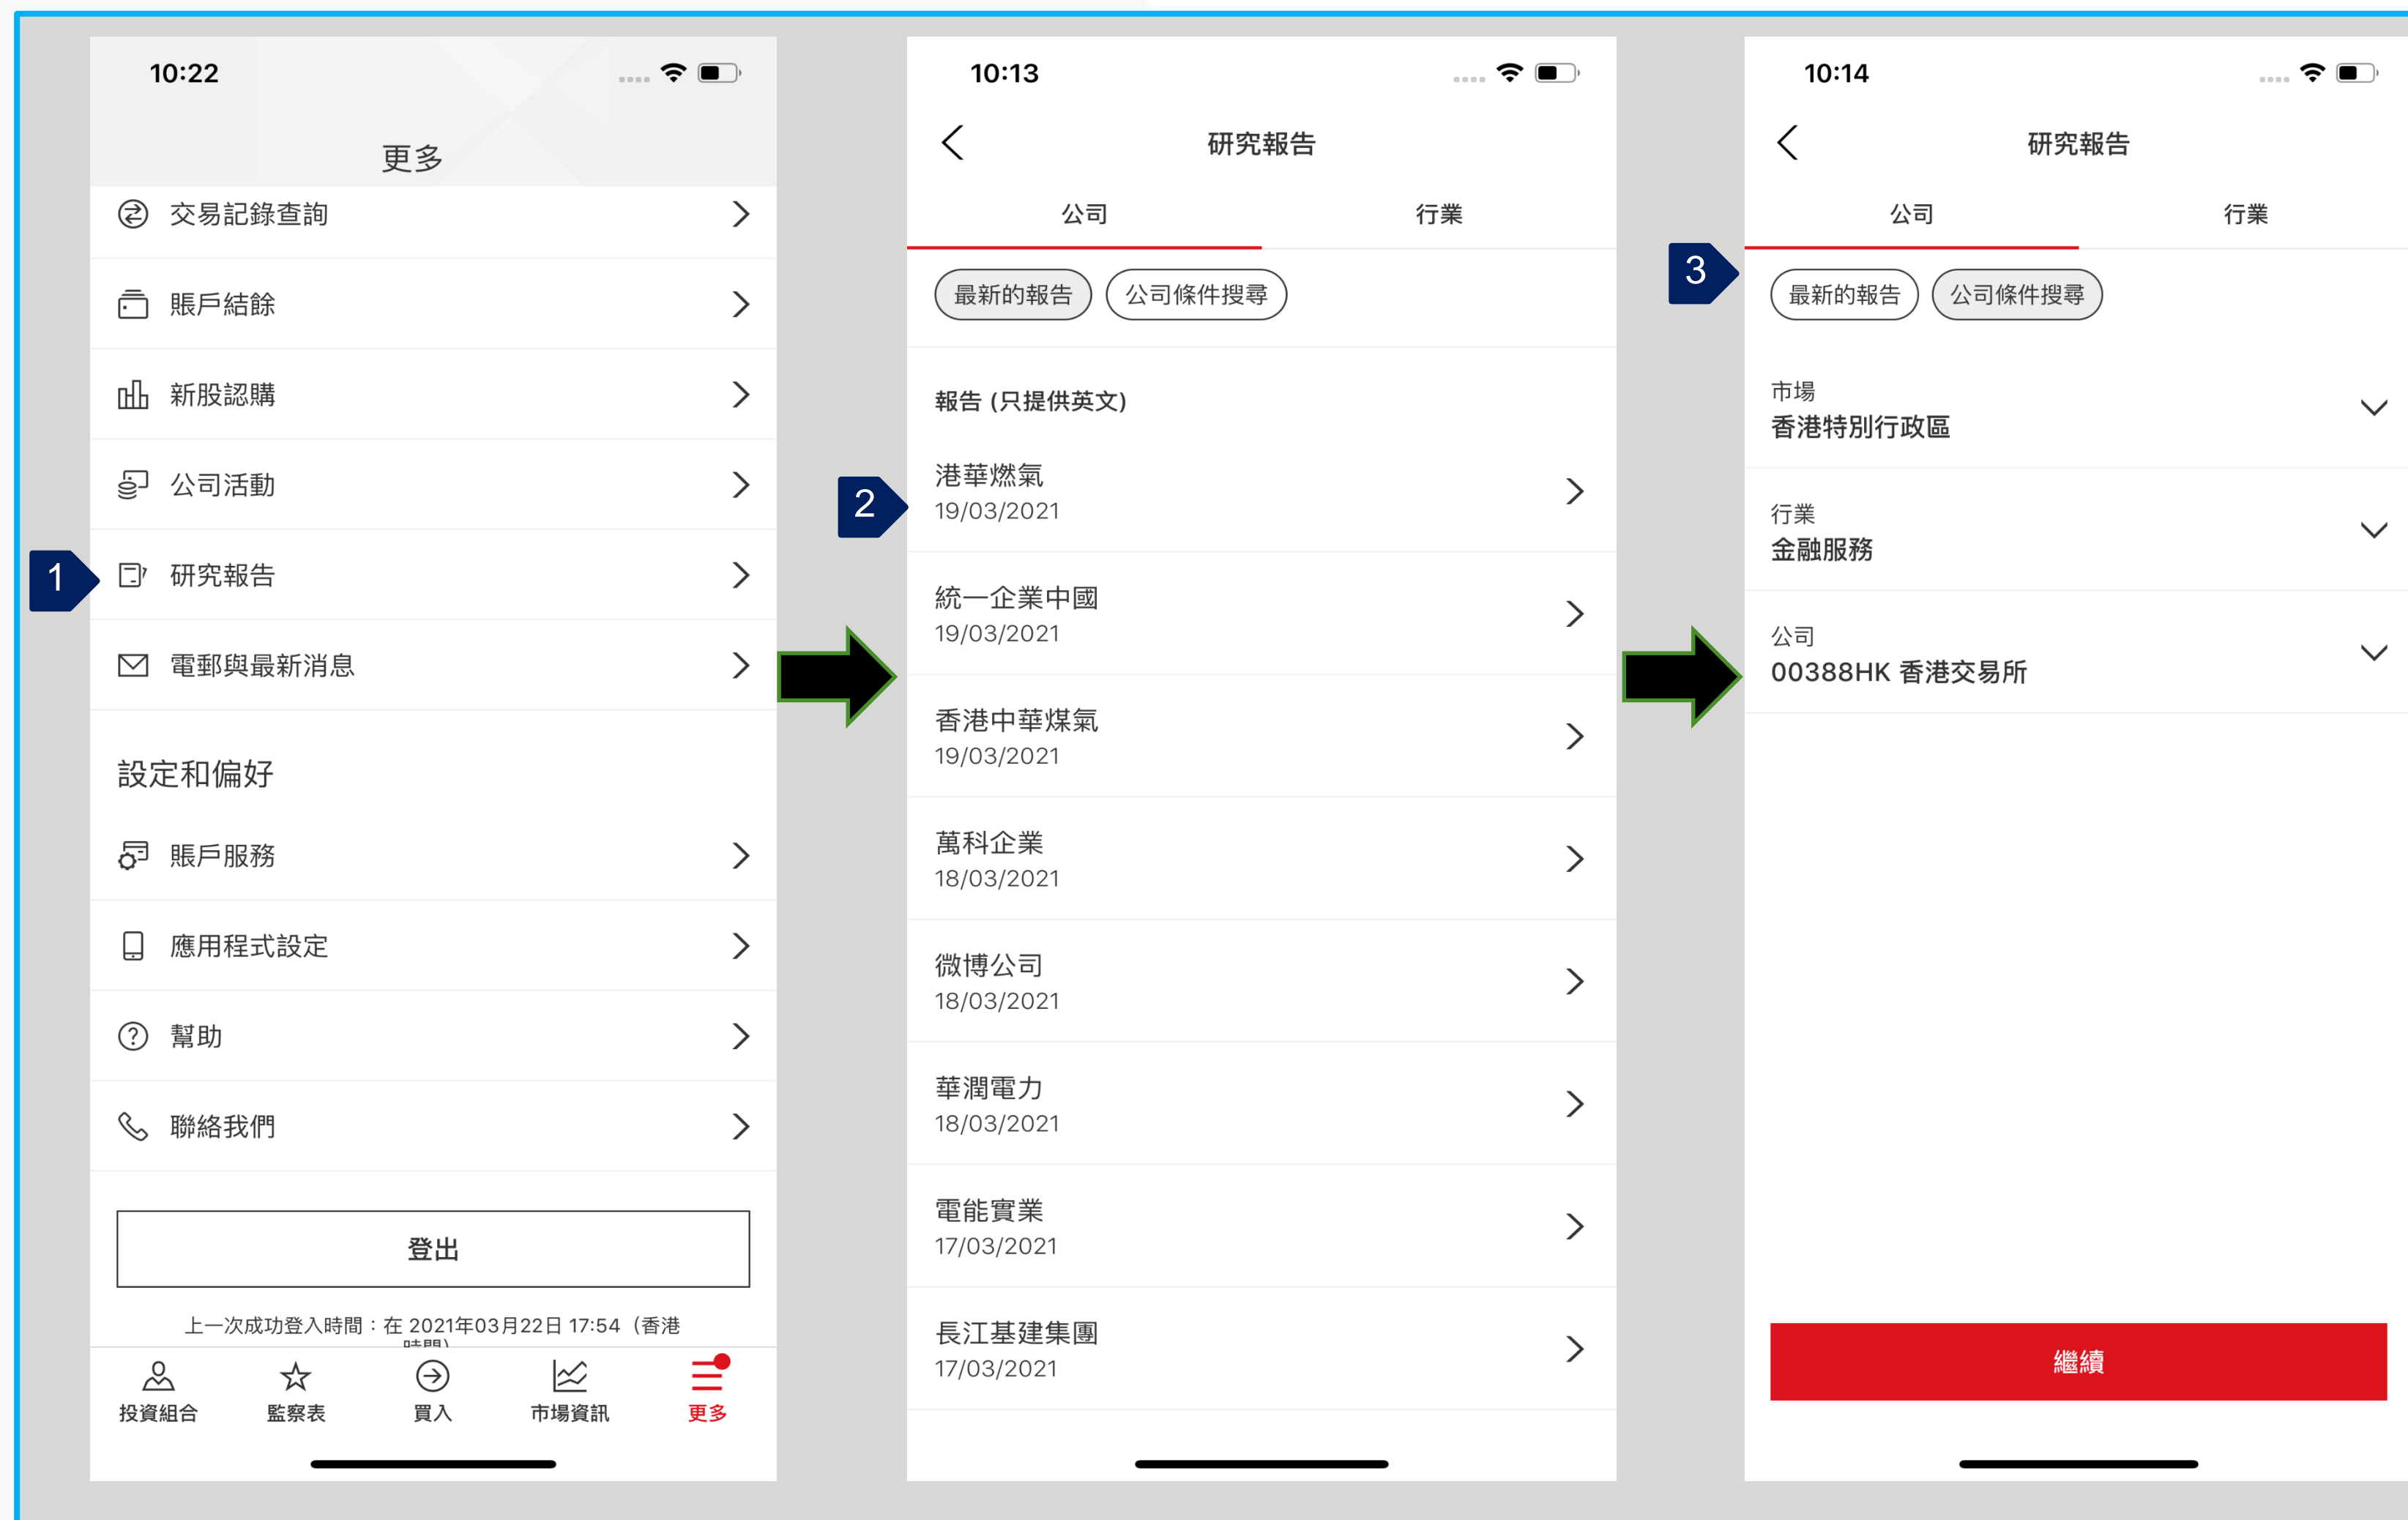 10:22
更多
交易記錄查詢
賬戶結餘
新股認購
公司活動
1
研究報告
電郵與最新消息
設定和偏好
賬戶服務
應用程式設定
幫助
聯絡我們
登出
上一次成功登入時間：在 2021年03月22日 17:54（香港
時間）
投資組合
監察表
買入
市場資訊
更多
10:13
研究報告
公司
行業
最新的報告
公司條件搜尋
報告 (只提供英文)
2
港華燃氣
19/03/2021
統一企業中國
19/03/2021
香港中華煤氣
19/03/2021
萬科企業
18/03/2021
微博公司
18/03/2021
華潤電力
18/03/2021
電能實業
17/03/2021
長江基建集團
17/03/2021
10:14
研究報告
公司
行業
3
最新的報告
公司條件搜尋
市場
香港特別行政區
行業
金融服務
公司
00388HK 香港交易所
繼續